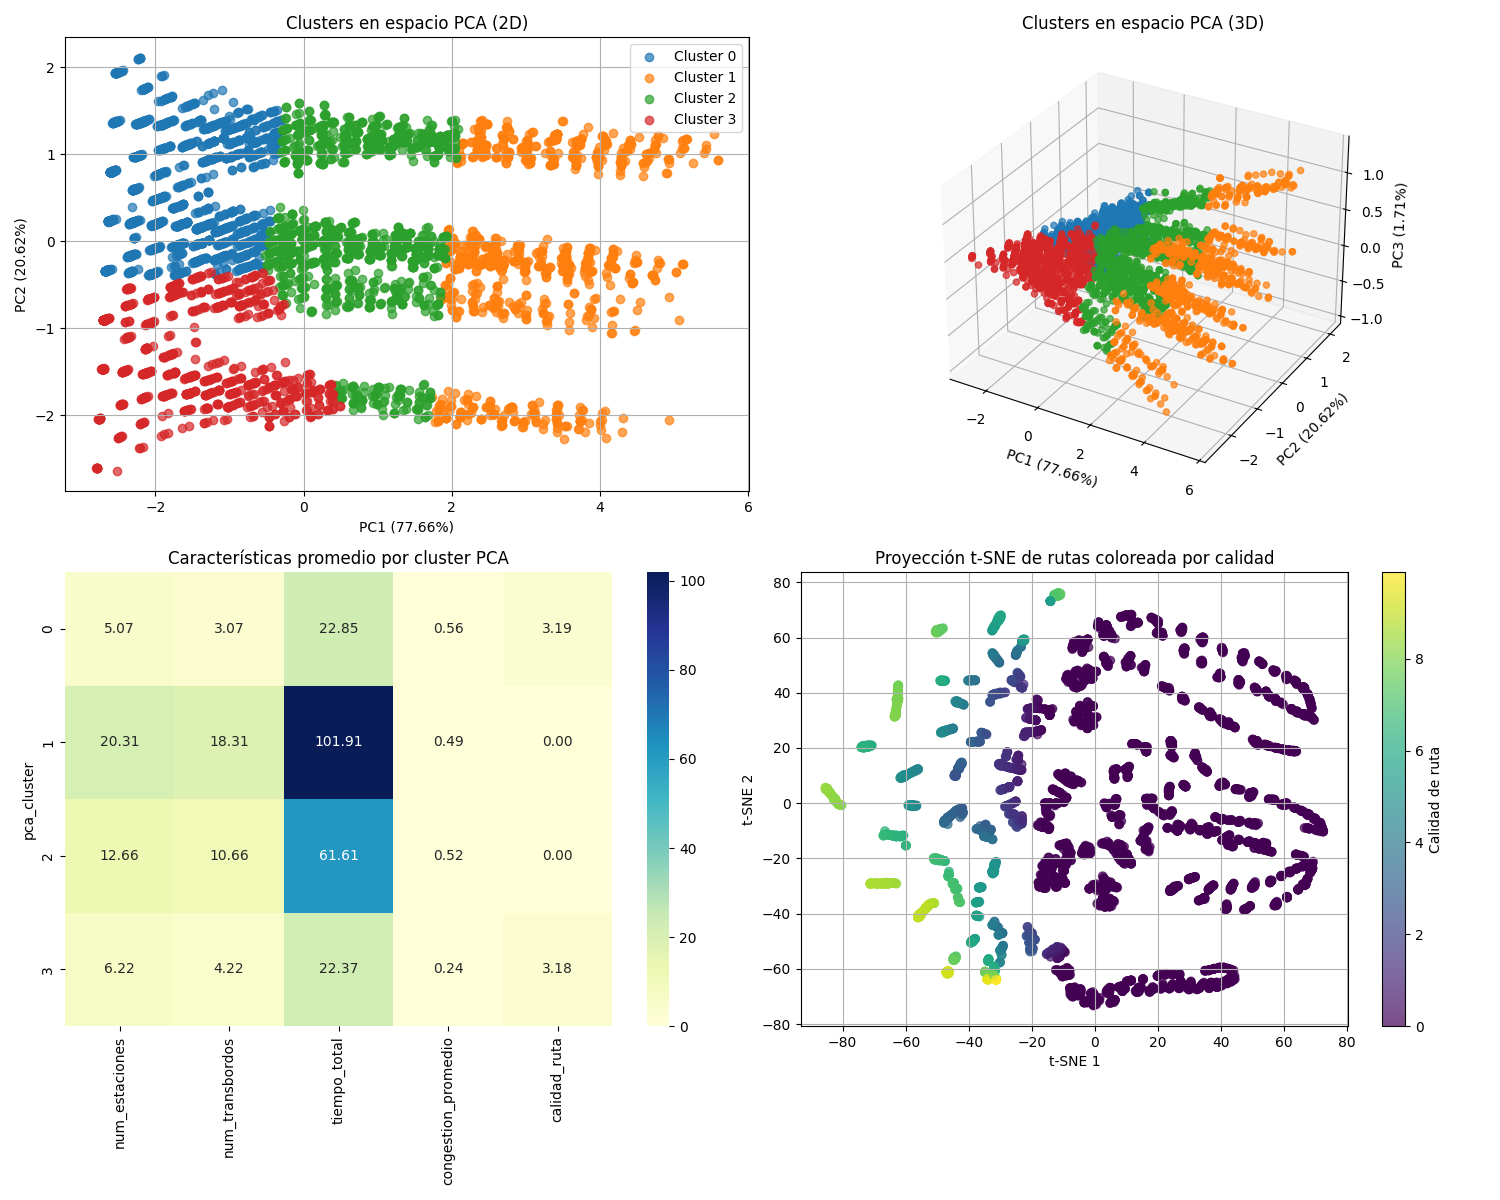 Clusters en espacio PCA (2D)
Cluster 0
Cluster 1
Cluster 2
Cluster 3
2
1
0
−1
−2
PC2 (20.62%)
−2
0
2
4
6
PC1 (77.66%)
Clusters en espacio PCA (3D)
1.0
0.5
0.0
−0.5
−1.0
PC3 (1.71%)
2
1
0
−1
−2
PC2 (20.62%)
−2
0
2
4
6
PC1 (77.66%)
Características promedio por cluster PCA
0
5.07 3.07 22.85 0.56 3.19
1
20.31 18.31 101.91 0.49 0.00
2
12.66 10.66 61.61 0.52 0.00
3
6.22 4.22 22.37 0.24 3.18
pca_cluster
num_estaciones
num_transbordos
tiempo_total
congestion_promedio
calidad_ruta
100
80
60
40
20
0
Proyección t-SNE de rutas coloreada por calidad
80
60
40
20
0
−20
−40
−60
−80
t-SNE 2
−80
−60
−40
−20
0
20
40
60
80
t-SNE 1
8
6
4
2
0
Calidad de ruta